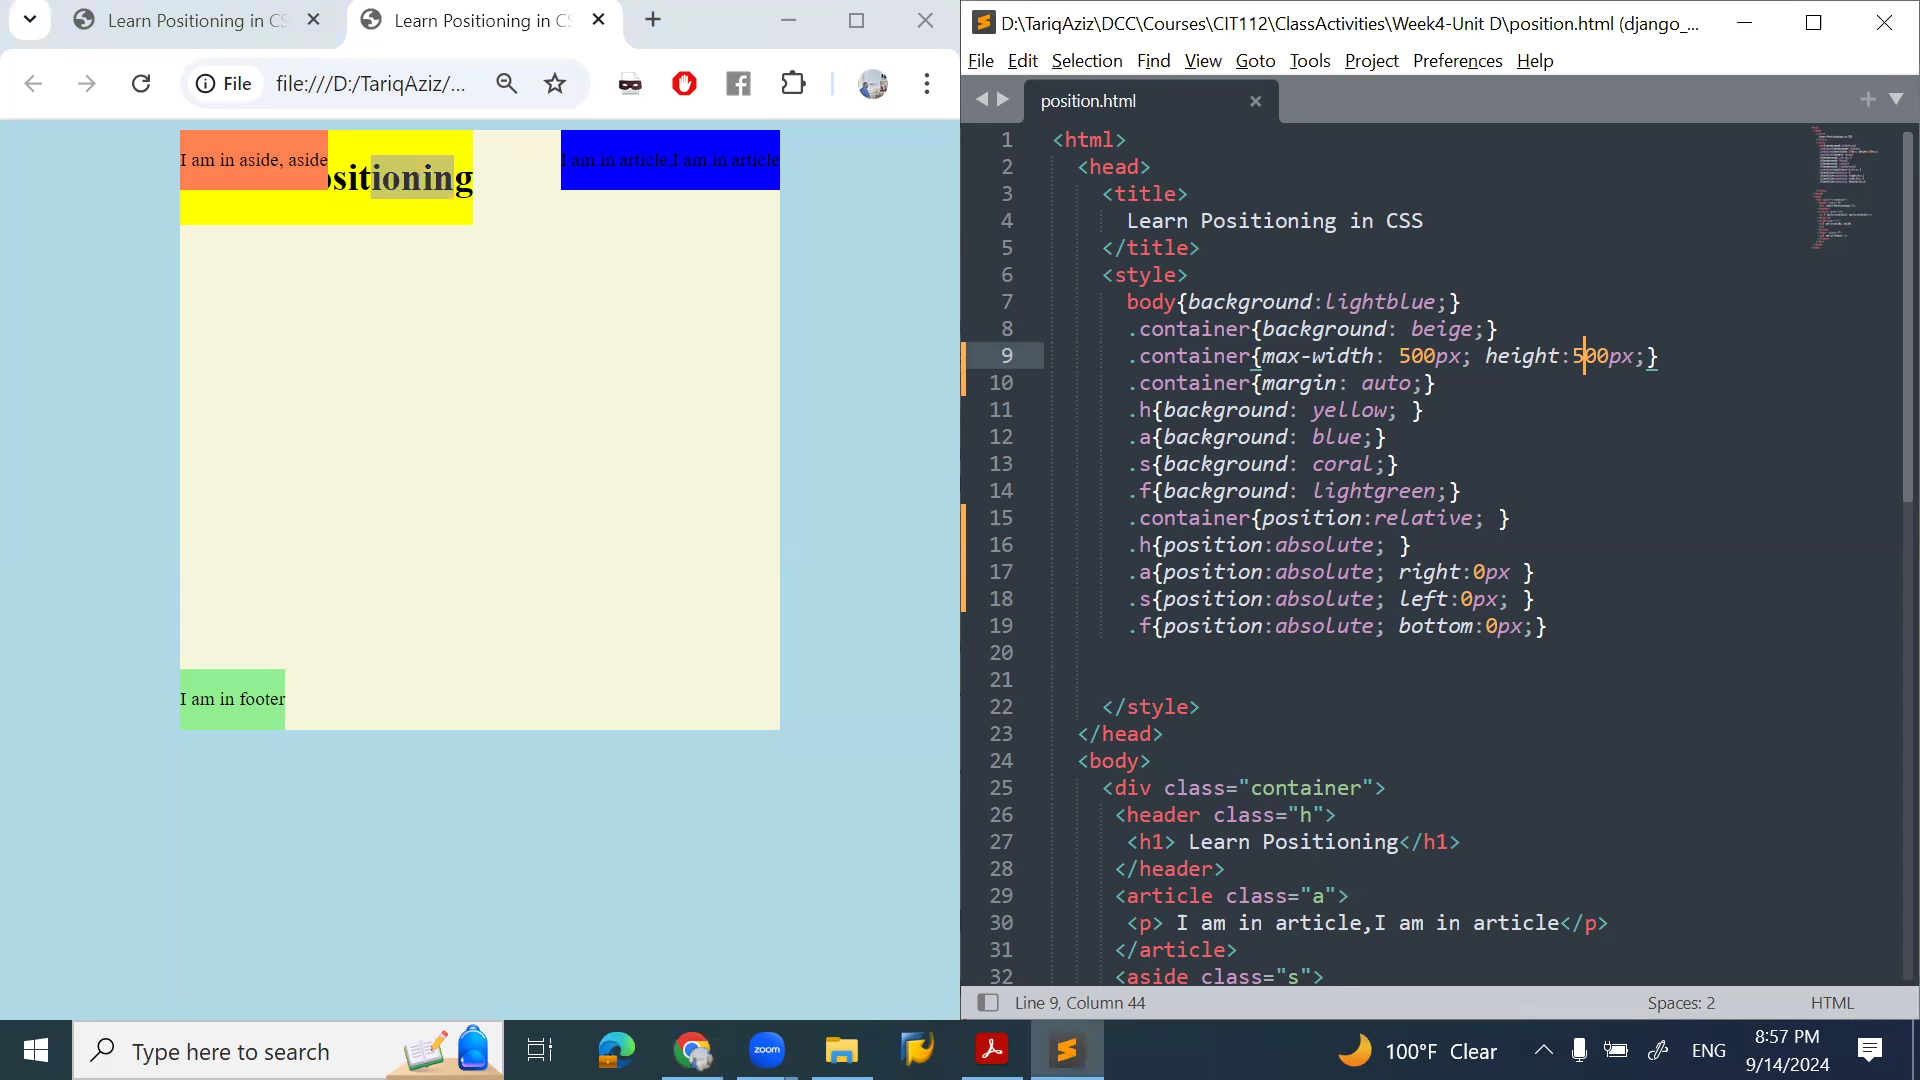 Learn Positioning in CS
Learn Positioning in CS
File
file:///D:/TariqAziz/...
I am in aside, aside
sitioning
I am in article,I am in article
I am in footer
D:\TariqAziz\DCC\Courses\CIT112\ClassActivities\Week4-Unit D\position.html (django_...
File Edit Selection Find View Goto Tools Project Preferences Help
position.html
1 <html>
2 <head>
3 <title>
4 Learn Positioning in CSS
5 </title>
6 <style>
7 body{background:lightblue;}
8 .container{background: beige;}
9 .container{max-width: 500px; height:500px;}
10 .container{margin: auto;}
11 .h{background: yellow; }
12 .a{background: blue;}
13 .s{background: coral;}
14 .f{background: lightgreen;}
15 .container{position:relative; }
16 .h{position:absolute; }
17 .a{position:absolute; right:0px }
18 .s{position:absolute; left:0px; }
19 .f{position:absolute; bottom:0px;}
20
21
22 </style>
23 </head>
24 <body>
25 <div class="container">
26 <header class="h">
27 <h1> Learn Positioning</h1>
28 </header>
29 <article class="a">
30 <p> I am in article,I am in article</p>
31 </article>
32 <aside class="s">
Line 9, Column 44
Spaces: 2
HTML
Type here to search
zoom
100°F Clear
ENG
8:57 PM
9/14/2024